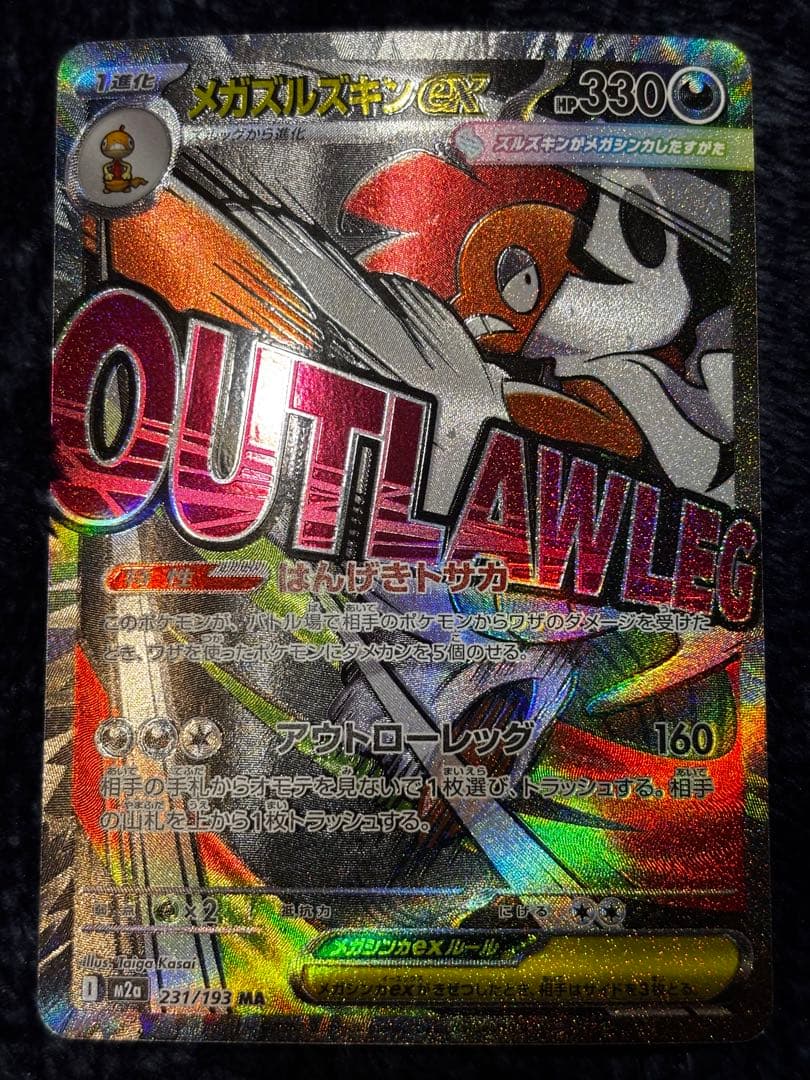 1進化
メガズルズキンex
HP330
ズルッグから進化
ズルズキンがメガシンカしたすがた
OUTLAW LEG
特性 はんげきトサカ
このポケモンが、バトル場で相手のポケモンからワザのダメージを受けた
とき、ワザを使ったポケモンにダメカンを5個のせる。
アウトローレッグ 160
相手の手札からオモテを見ないで1枚選び、トラッシュする。相手
の山札を上から1枚トラッシュする。
弱点 ×2 抵抗力 にげる
メガシンカexルール
illus. Taiga Kasai
メガシンカexがきぜつしたとき、相手はサイドを3枚とる。
I m2a 231/193 MA